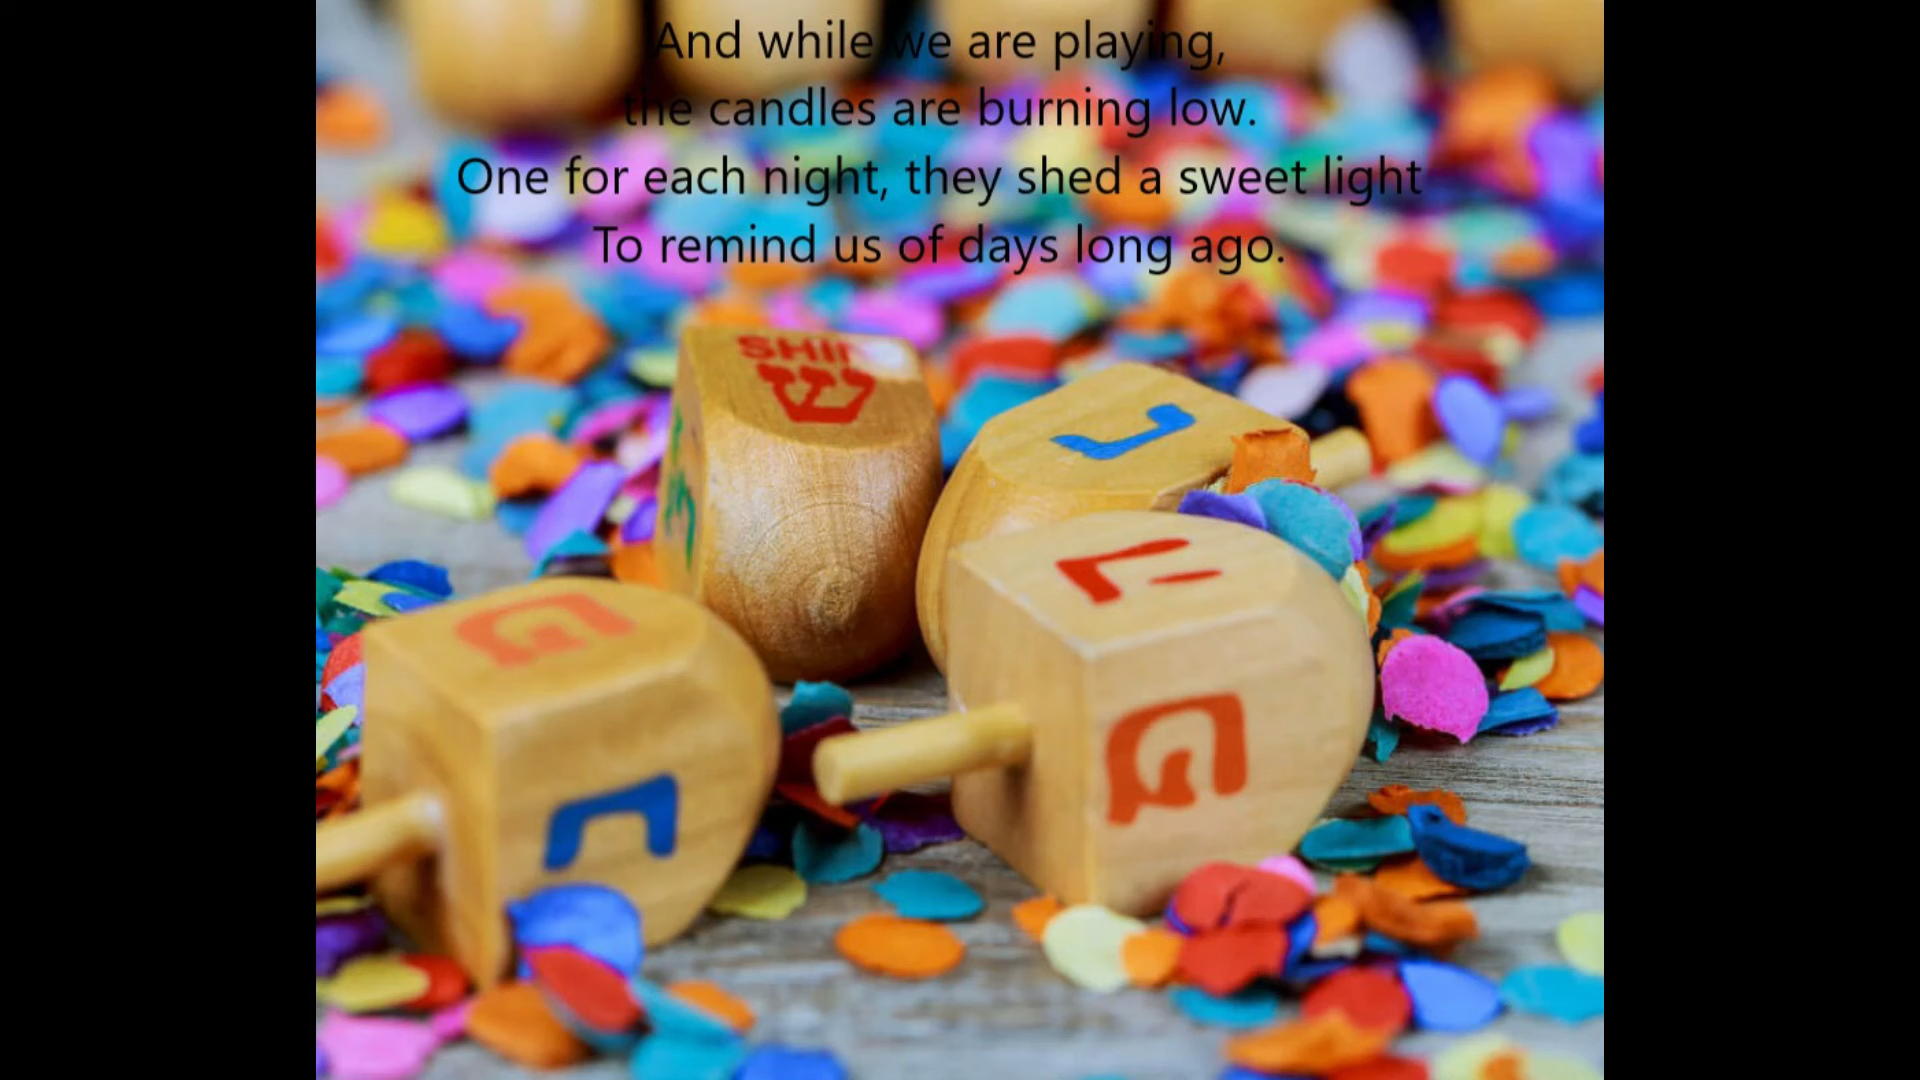 And while we are playing,
the candles are burning low.
One for each night, they shed a sweet light
To remind us of days long ago.
ש
נ
פ
נ
פ